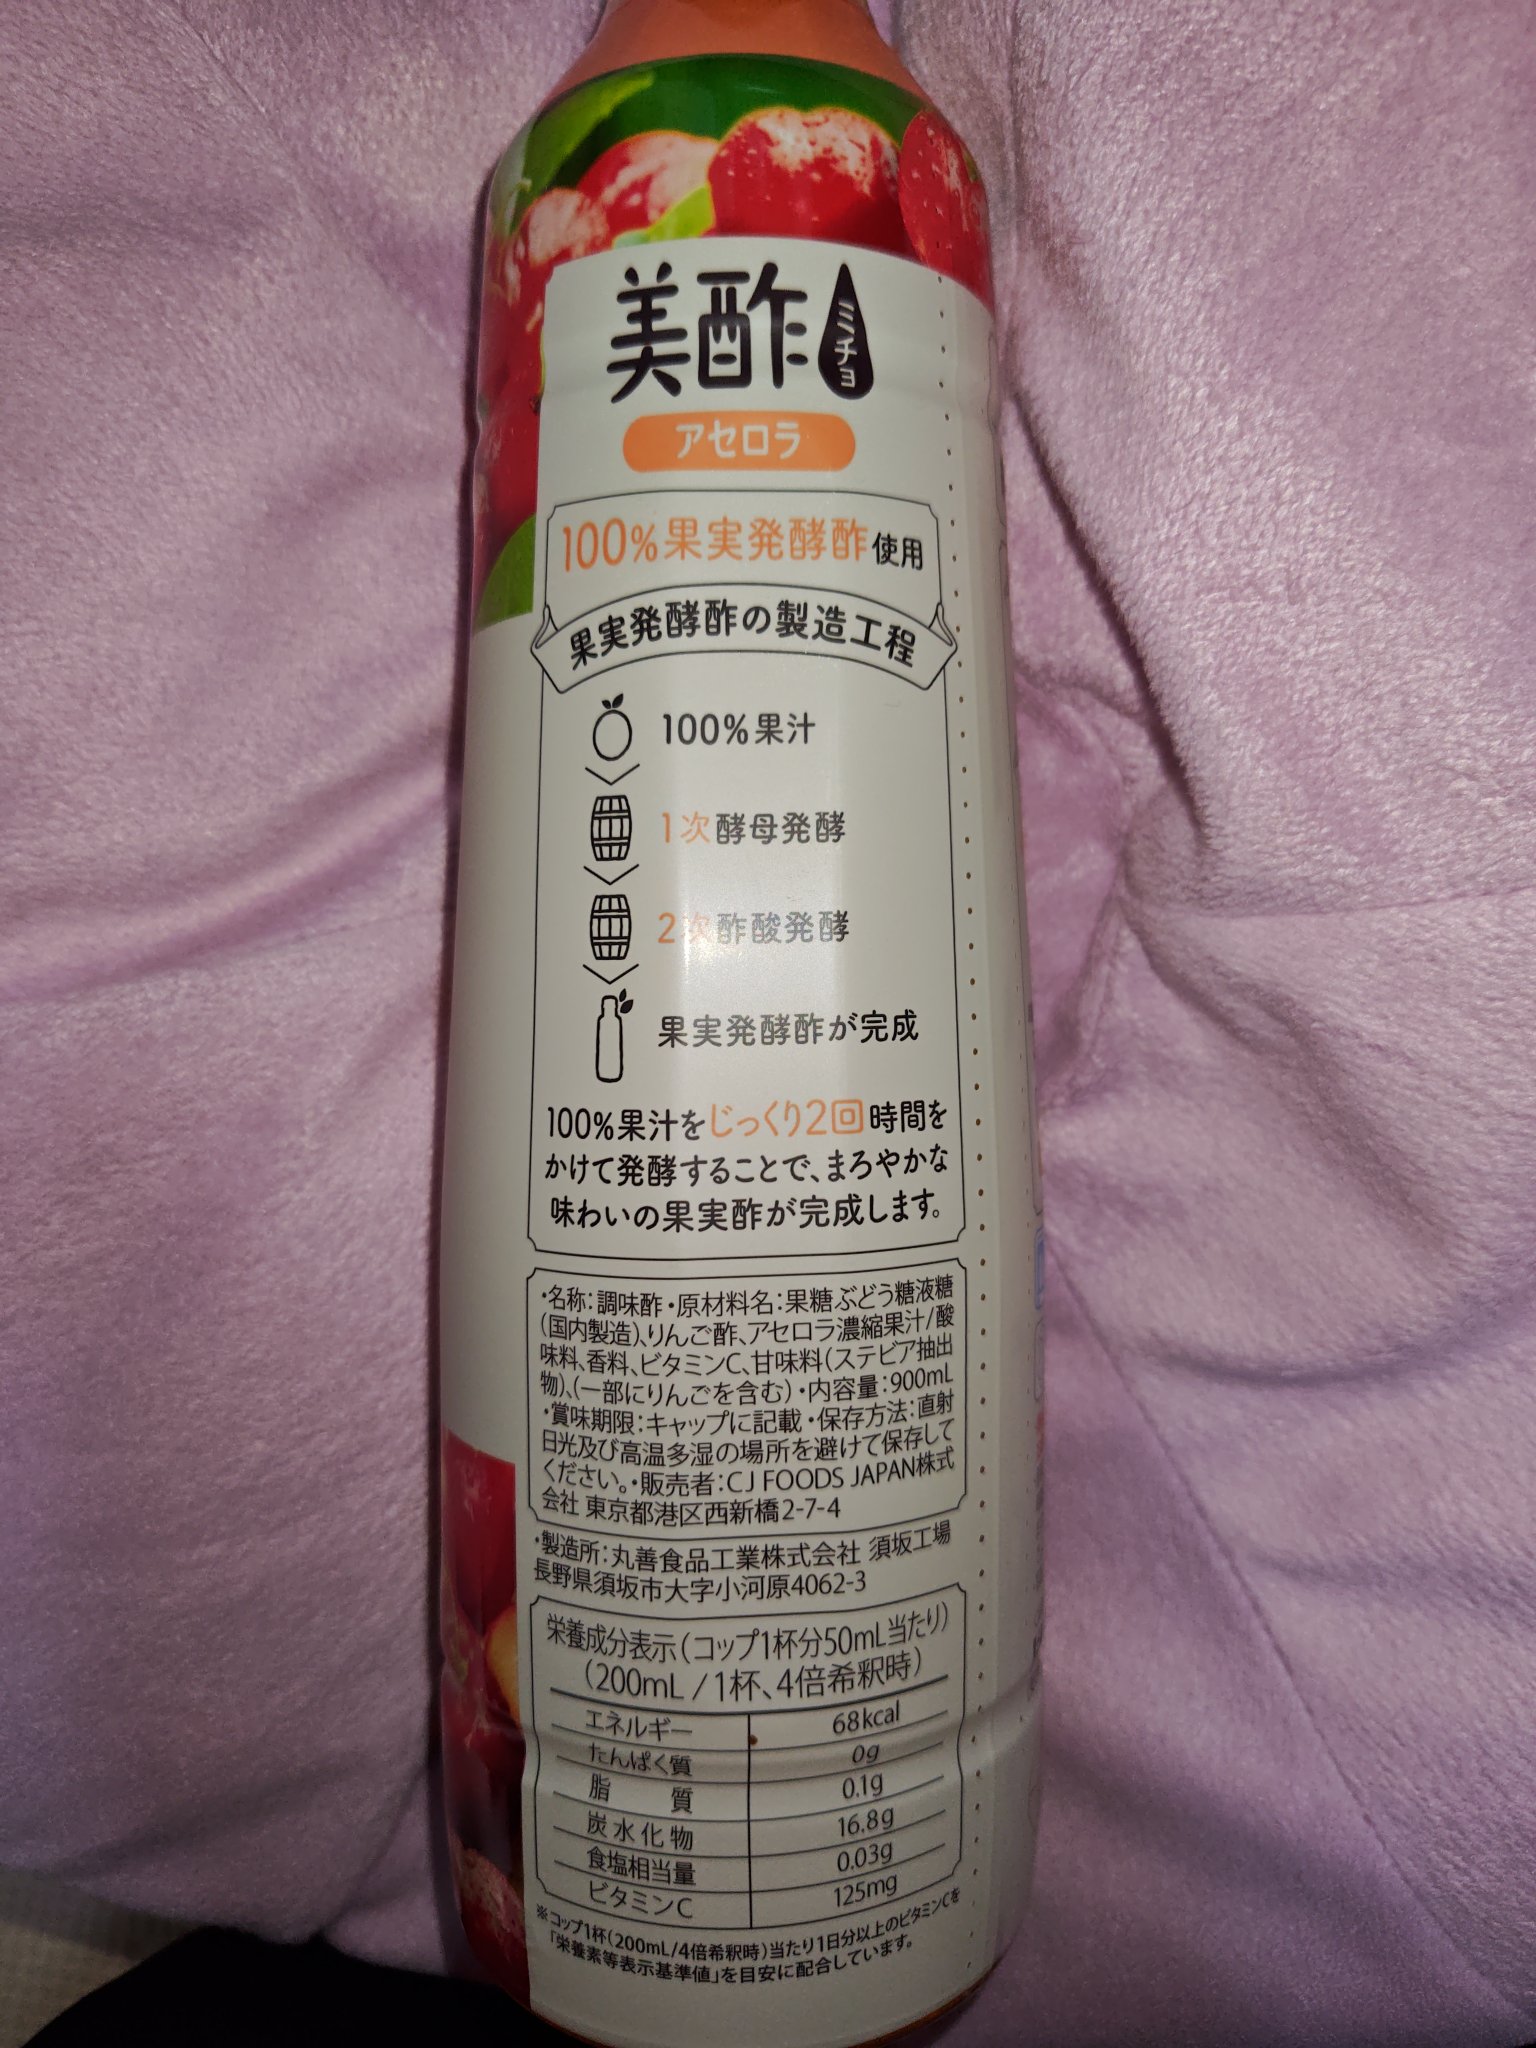 美酢
ミチョ
アセロラ
100%果実発酵酢使用
果実発酵酢の製造工程
100%果汁
1次酵母発酵
2次酢酸発酵
果実発酵酢が完成
100%果汁をじっくり2回時間を
かけて発酵することで、まろやかな
味わいの果実酢が完成します。
・名称：調味酢・原材料名：果糖ぶどう糖液糖
（国内製造）、りんご酢、アセロラ濃縮果汁/酸
味料、香料、ビタミンC、甘味料（ステビア抽出
物）、（一部にりんごを含む）・内容量：900mL
・賞味期限：キャップに記載・保存方法：直射
日光及び高温多湿の場所を避けて保存して
ください。・販売者：CJ FOODS JAPAN株式
会社 東京都港区西新橋2-7-4
・製造所：丸善食品工業株式会社 須坂工場
長野県須坂市大字小河原4062-3
栄養成分表示（コップ1杯分50mL当たり）
（200mL / 1杯、4倍希釈時）
エネルギー 68kcal
たんぱく質 0g
脂質 0.1g
炭水化物 16.8g
食塩相当量 0.03g
ビタミンC 125mg
※コップ1杯（200mL/4倍希釈時）当たり1日分以上のビタミンCを
「栄養素等表示基準値」を目安に配合しています。